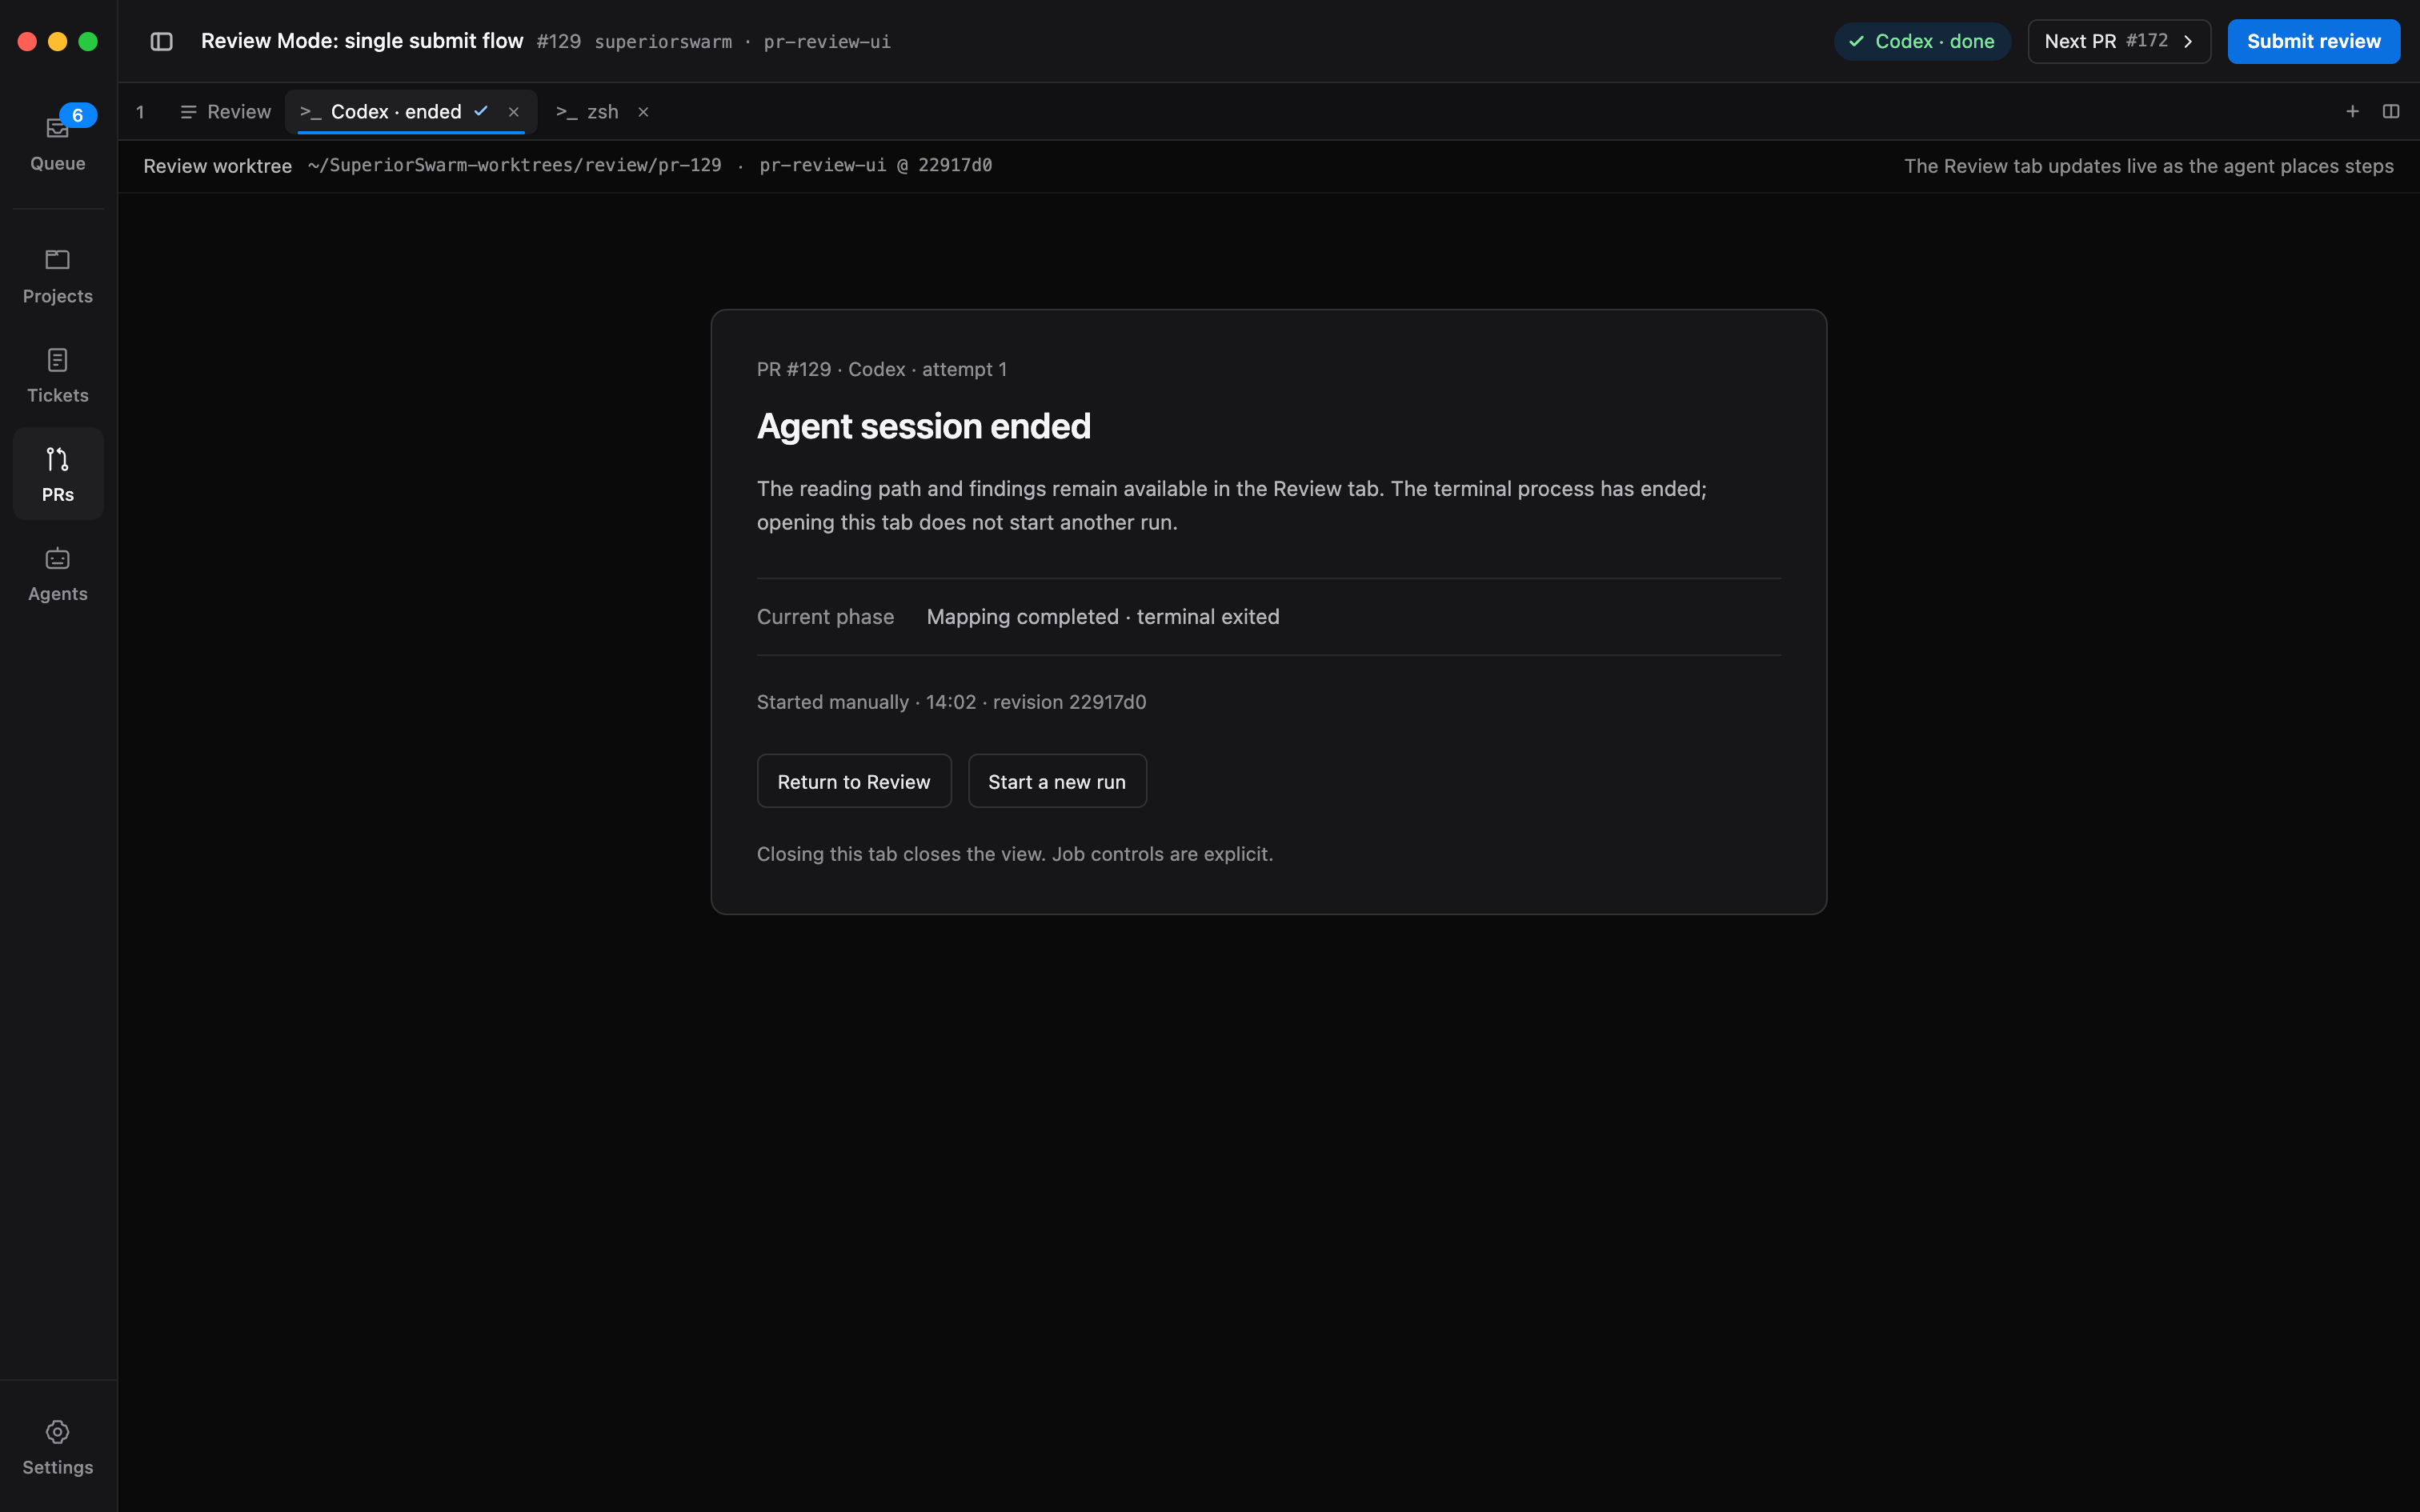 Review Mode: single submit flow #129 superiorswarm · pr-review-ui
Codex · done
Next PR #172
Submit review
6
Queue
Projects
Tickets
PRs
Agents
Settings
1
Review
>_ Codex · ended
>_ zsh
Review worktree ~/SuperiorSwarm-worktrees/review/pr-129 · pr-review-ui @ 22917d0
The Review tab updates live as the agent places steps
PR #129 · Codex · attempt 1
Agent session ended
The reading path and findings remain available in the Review tab. The terminal process has ended;
opening this tab does not start another run.
Current phase Mapping completed · terminal exited
Started manually · 14:02 · revision 22917d0
Return to Review
Start a new run
Closing this tab closes the view. Job controls are explicit.